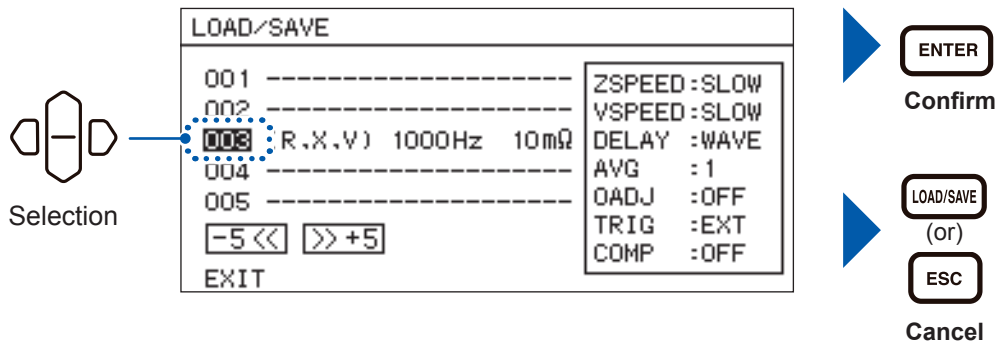 LOAD/SAVE
001 --------------------
002 --------------------
003 (R.X.V) 1000Hz 10mΩ
004 --------------------
005 --------------------
-5 << >> +5
EXIT
ZSPEED:SLOW
VSPEED:SLOW
DELAY :WAVE
AVG :1
OADJ :OFF
TRIG :EXT
COMP :OFF
Selection
ENTER
Confirm
LOAD/SAVE
(or)
ESC
Cancel